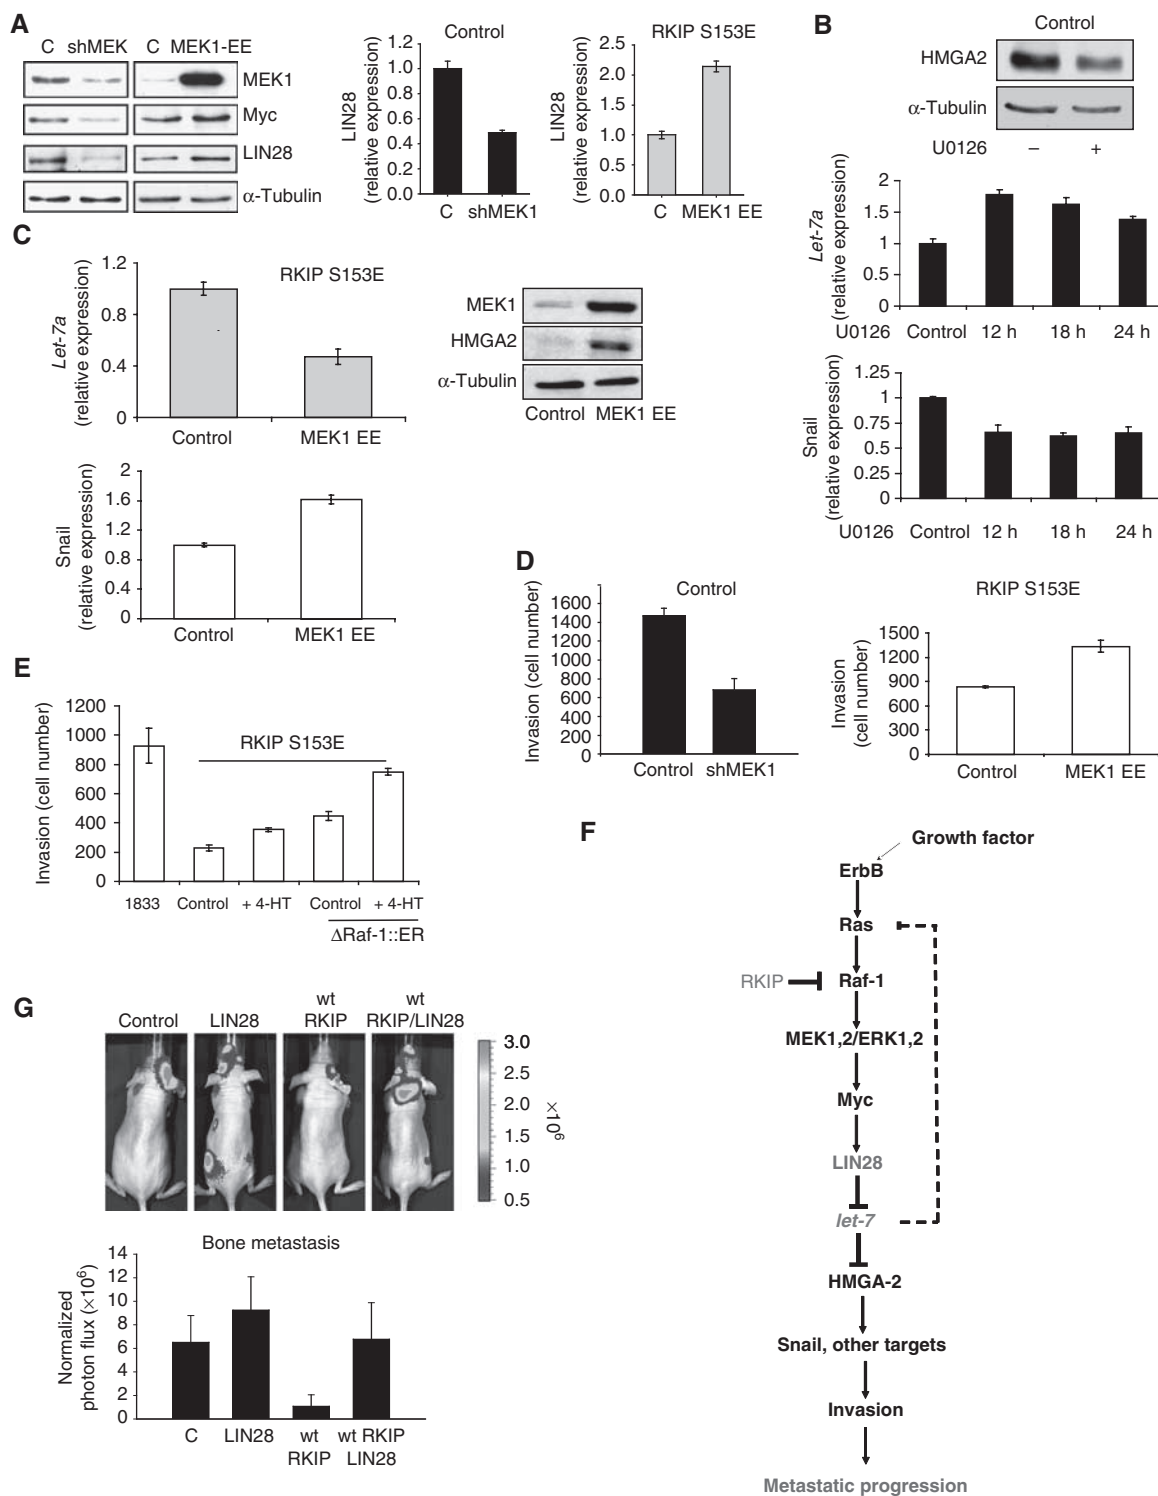 A
C shMEK C MEK1-EE
MEK1
Myc
LIN28
α-Tubulin
Control
LIN28
(relative expression)
1.2
1.0
0.8
0.6
0.4
0.2
0.0
C shMEK1
RKIP S153E
LIN28
(relative expression)
2.5
2.0
1.5
1.0
0.5
0.0
C MEK1 EE
B
Control
HMGA2
α-Tubulin
U0126 – +
Let-7a
(relative expression)
2
1.5
1
0.5
0
U0126 Control 12 h 18 h 24 h
Snail
(relative expression)
1.25
1
0.75
0.5
0.25
0
U0126 Control 12 h 18 h 24 h
C
RKIP S153E
Let-7a
(relative expression)
1.2
0.8
0.4
0
Control MEK1 EE
MEK1
HMGA2
α-Tubulin
Control MEK1 EE
Snail
(relative expression)
2
1.6
1.2
0.8
0.4
0
Control MEK1 EE
D
Control
Invasion (cell number)
1600
1400
1200
1000
800
600
400
200
0
Control shMEK1
RKIP S153E
Invasion
(cell number)
1500
1200
900
600
300
0
Control MEK1 EE
E
Invasion (cell number)
1200
1000
800
600
400
200
0
RKIP S153E
1833 Control + 4-HT Control + 4-HT
ΔRaf-1::ER
F
Growth factor
ErbB
Ras
RKIP Raf-1
MEK1,2/ERK1,2
Myc
LIN28
let-7
HMGA-2
Snail, other targets
Invasion
Metastatic progression
G
Control LIN28 wt RKIP wt RKIP/LIN28
3.0
2.5
2.0
1.5
1.0
0.5
×10⁶
Bone metastasis
Normalized
photon flux (×10⁶)
14
12
10
8
6
4
2
0
C LIN28 wt RKIP wt RKIP LIN28